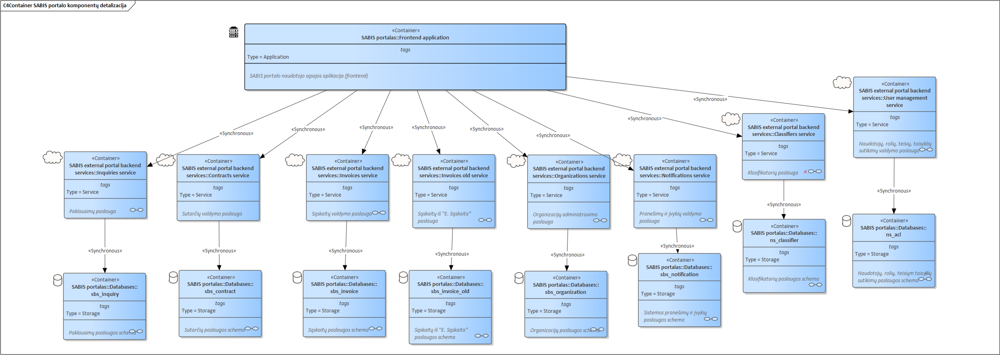 C4Container SABIS portalo komponentų detalizacija
«Container»
SABIS portalas::Frontend application
tags
Type = Application
SABIS portalo naudotojo sąsajos aplikacija (frontend)
«Synchronous»
«Synchronous»
«Synchronous»
«Synchronous»
«Synchronous»
«Synchronous»
«Synchronous»
«Synchronous»
«Container»
SABIS external portal backend
services::Inquiries service
tags
Type = Service
Paklausimų paslauga
«Container»
SABIS external portal backend
services::Contracts service
tags
Type = Service
Sutarčių valdymo paslauga
«Container»
SABIS external portal backend
services::Invoices service
tags
Type = Service
Sąskaitų valdymo paslauga
«Container»
SABIS external portal backend
services::Invoices old service
tags
Type = Service
Sąskaitų iš "E. Sąskaita"
paslauga
«Container»
SABIS external portal backend
services::Organizations service
tags
Type = Service
Organizacijų administravimo
paslauga
«Container»
SABIS external portal backend
services::Notifications service
tags
Type = Service
Pranešimų ir įvykių valdymo
paslauga
«Container»
SABIS external portal backend
services::Classifiers service
tags
Type = Service
Klasifikatorių paslauga
A
«Container»
SABIS external portal backend
services::User management
service
tags
Type = Service
Naudotojų, rolių, teisių, taisyklių
sutikimų valdymo paslauga
«Synchronous»
«Synchronous»
«Synchronous»
«Synchronous»
«Synchronous»
«Synchronous»
«Synchronous»
«Synchronous»
«Container»
SABIS portalas::Databases::
sbs_inquiry
tags
Type = Storage
Paklausimų paslaugos schema
«Container»
SABIS portalas::Databases::
sbs_contract
tags
Type = Storage
Sutarčių paslaugos schema
«Container»
SABIS portalas::Databases::
sbs_invoice
tags
Type = Storage
Sąskaitų paslaugos schema
«Container»
SABIS portalas::Databases::
sbs_invoice_old
tags
Type = Storage
Sąskaitų iš "E. Sąskaita"
paslaugos schema
«Container»
SABIS portalas::Databases::
sbs_organization
tags
Type = Storage
Organizacijų paslaugos schema
«Container»
SABIS portalas::Databases::
sbs_notification
tags
Type = Storage
Sistemos pranešimų ir įvykių
paslaugos schema
«Container»
SABIS portalas::Databases::
ns_classifier
tags
Type = Storage
Klasifikatorių paslaugos schema
«Container»
SABIS portalas::Databases::
ns_acl
tags
Type = Storage
Naudotojų, rolių, teisiųm taisyklių
sutikimų paslaugos schema